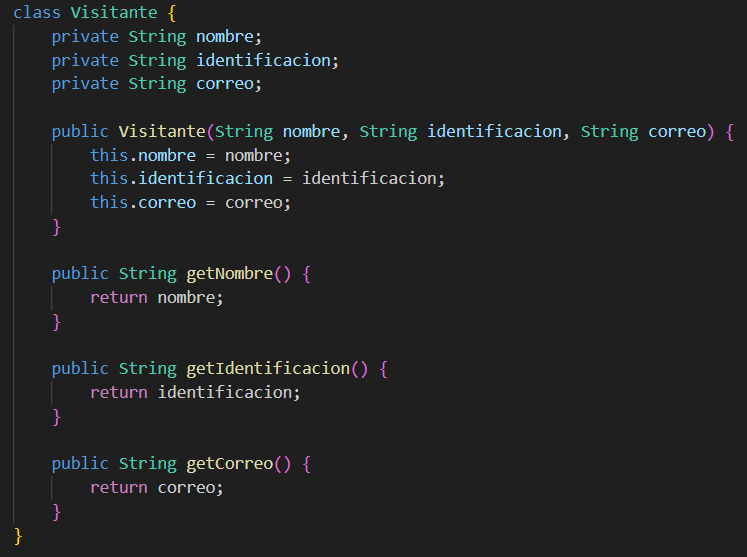 class Visitante {
    private String nombre;
    private String identificacion;
    private String correo;

    public Visitante(String nombre, String identificacion, String correo) {
        this.nombre = nombre;
        this.identificacion = identificacion;
        this.correo = correo;
    }

    public String getNombre() {
        return nombre;
    }

    public String getIdentificacion() {
        return identificacion;
    }

    public String getCorreo() {
        return correo;
    }
}